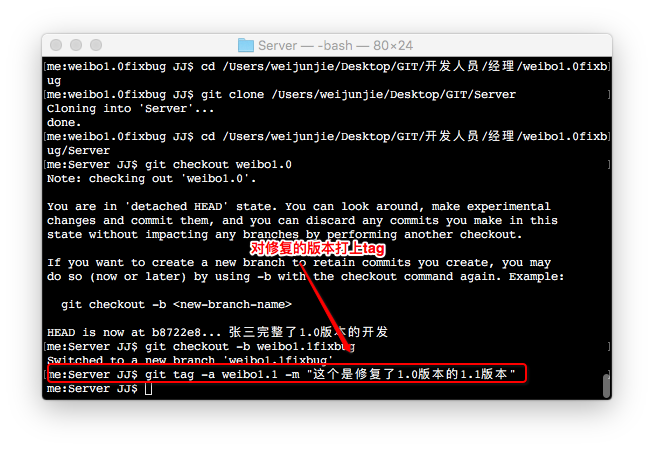 Server — -bash — 80×24
me:weibo1.0fixbug JJ$ cd /Users/weijunjie/Desktop/GIT/开发人员/经理/weibo1.0fixb
ug
me:weibo1.0fixbug JJ$ git clone /Users/weijunjie/Desktop/GIT/Server
Cloning into 'Server'...
done.
me:weibo1.0fixbug JJ$ cd /Users/weijunjie/Desktop/GIT/开发人员/经理/weibo1.0fixb
ug/Server
me:Server JJ$ git checkout weibo1.0
Note: checking out 'weibo1.0'.
You are in 'detached HEAD' state. You can look around, make experimental
changes and commit them, and you can discard any commits you make in this
state without impacting any branches by performing another checkout.
对修复的版本打上tag
If you want to create a new branch to retain commits you create, you may
do so (now or later) by using -b with the checkout command again. Example:
git checkout -b <new-branch-name>
HEAD is now at b8722e8... 张三完整了1.0版本的开发
me:Server JJ$ git checkout -b weibo1.1fixbug
Switched to a new branch 'weibo1.1fixbug'
me:Server JJ$ git tag -a weibo1.1 -m "这个是修复了1.0版本的1.1版本"
me:Server JJ$